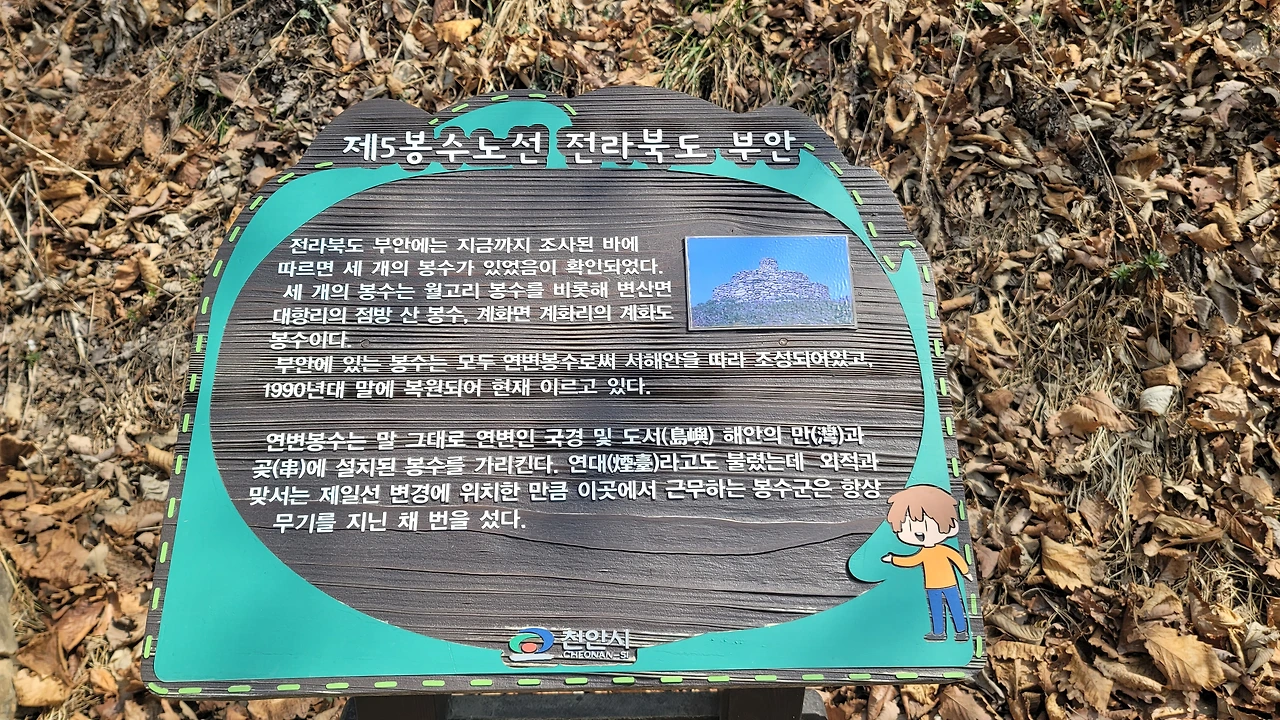 제5봉수노선 전라북도 부안
전라북도 부안에는 지금까지 조사된 바에
따르면 세 개의 봉수가 있었음이 확인되었다.
세 개의 봉수는 월고리 봉수를 비롯해 변산면
대항리의 점방 산 봉수, 계화면 계화리의 계화도
봉수이다.
부안에 있는 봉수는 모두 연변봉수로써 서해안을 따라 조성되어있고,
1990년대 말에 복원되어 현재 이르고 있다.
연변봉수는 말 그대로 연변인 국경 및 도서(島嶼) 해안의 만(灣)과
곶(串)에 설치된 봉수를 가리킨다. 연대(煙臺)라고도 불렀는데 외적과
맞서는 제일선 변경에 위치한 만큼 이곳에서 근무하는 봉수군은 항상
무기를 지닌 채 번을 섰다.
천안시
CHEONAN-SI